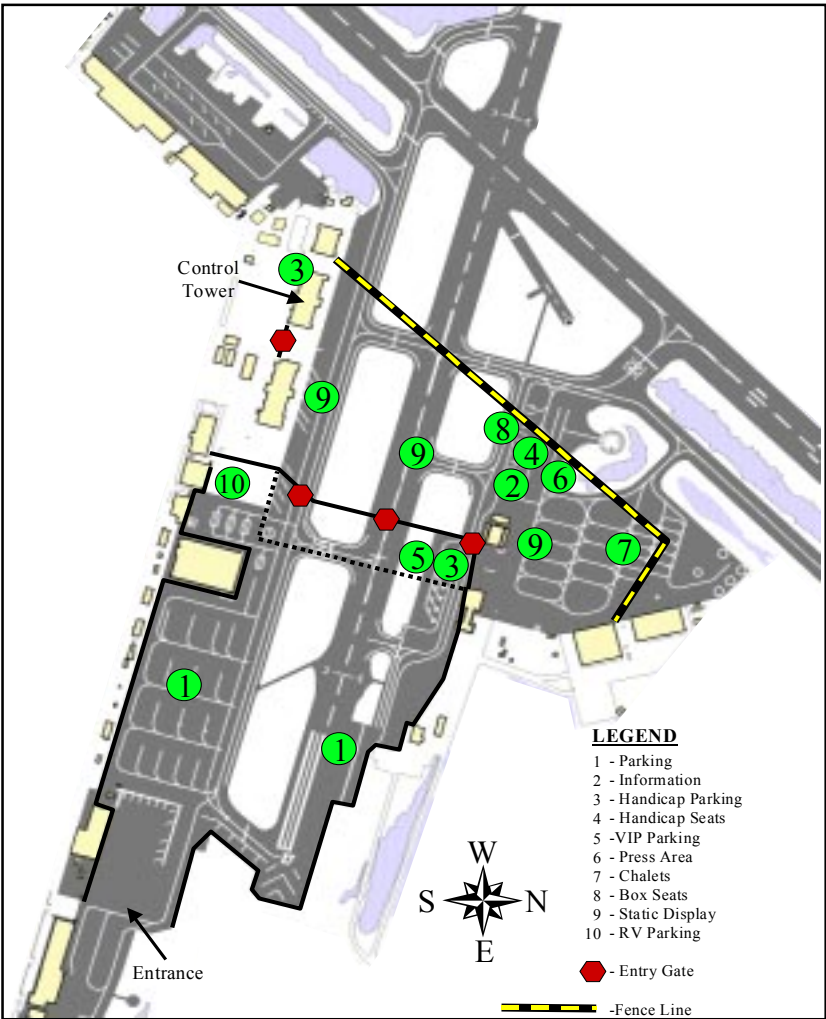 3
Control
Tower
9
8
9
4
6
10
2
9
7
5
3
1
1
LEGEND
1 - Parking
2 - Information
3 - Handicap Parking
4 - Handicap Seats
5 -VIP Parking
6 - Press Area
7 - Chalets
8 - Box Seats
9 - Static Display
10 - RV Parking
- Entry Gate
-Fence Line
W
S
N
E
Entrance